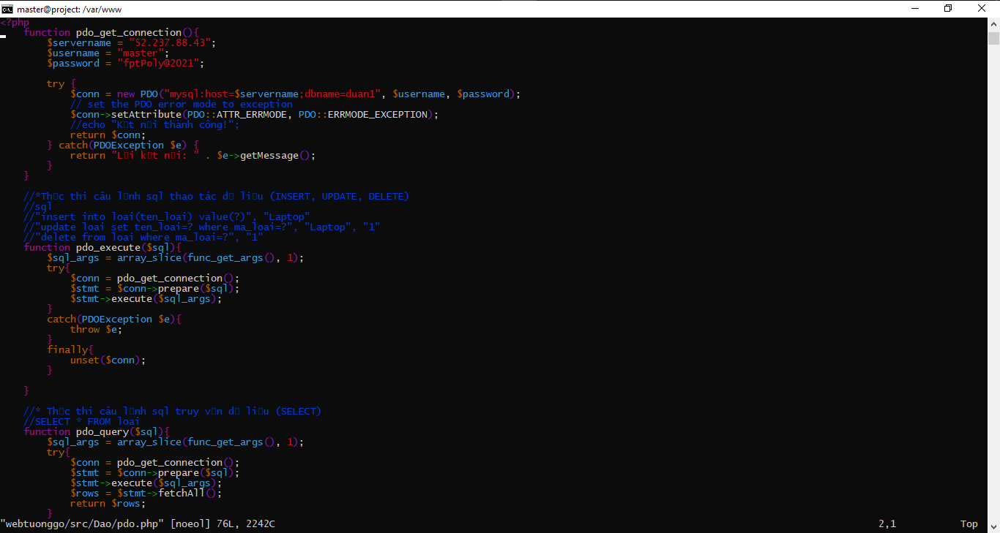 master@project: /var/www
<?php
function pdo_get_connection(){
$servername = "52.237.88.43";
$username = "master";
$password = "fptPoly@2021";
try {
$conn = new PDO("mysql:host=$servername;dbname=duan1", $username, $password);
// set the PDO error mode to exception
$conn->setAttribute(PDO::ATTR_ERRMODE, PDO::ERRMODE_EXCEPTION);
//echo "K▯t n▯i thành công!";
return $conn;
} catch(PDOException $e) {
return "L▯i k▯t n▯i: " . $e->getMessage();
}
}
//*Th▯c thi câu l▯nh sql thao tác d▯ li▯u (INSERT, UPDATE, DELETE)
//sql
//"insert into loai(ten_loai) value(?)", "Laptop"
//"update loai set ten_loai=? where ma_loai=?", "Laptop", "1"
//"delete from loai where ma_loai=?", "1"
function pdo_execute($sql){
$sql_args = array_slice(func_get_args(), 1);
try{
$conn = pdo_get_connection();
$stmt = $conn->prepare($sql);
$stmt->execute($sql_args);
}
catch(PDOException $e){
throw $e;
}
finally{
unset($conn);
}
}
//* Th▯c thi câu l▯nh sql truy v▯n d▯ li▯u (SELECT)
//SELECT * FROM loai
function pdo_query($sql){
$sql_args = array_slice(func_get_args(), 1);
try{
$conn = pdo_get_connection();
$stmt = $conn->prepare($sql);
$stmt->execute($sql_args);
$rows = $stmt->fetchAll();
return $rows;
}
"webtuonggo/src/Dao/pdo.php" [noeol] 76L, 2242C 2,1 Top